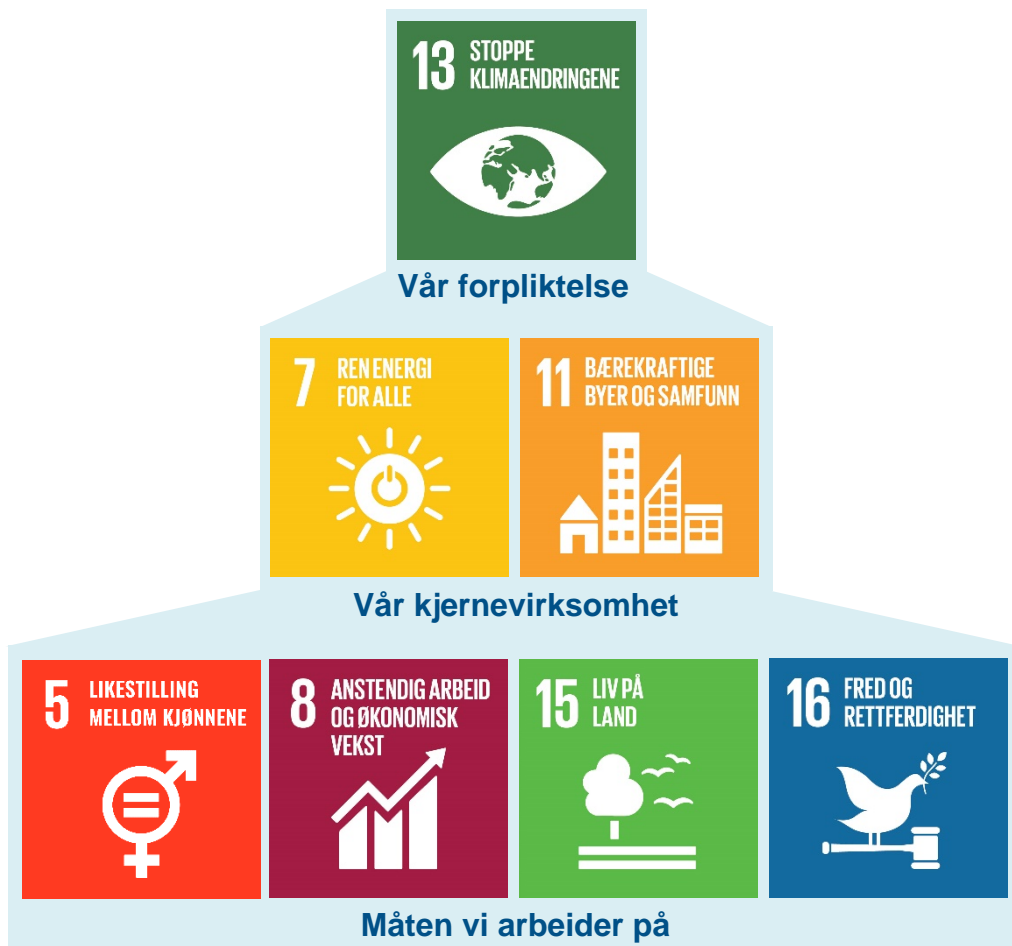 13 STOPPE
KLIMAENDRINGENE
Vår forpliktelse
7 REN ENERGI
FOR ALLE
11 BÆREKRAFTIGE
BYER OG SAMFUNN
Vår kjernevirksomhet
5 LIKESTILLING
MELLOM KJØNNENE
8 ANSTENDIG ARBEID
OG ØKONOMISK
VEKST
15 LIV PÅ
LAND
16 FRED OG
RETTFERDIGHET
Måten vi arbeider på